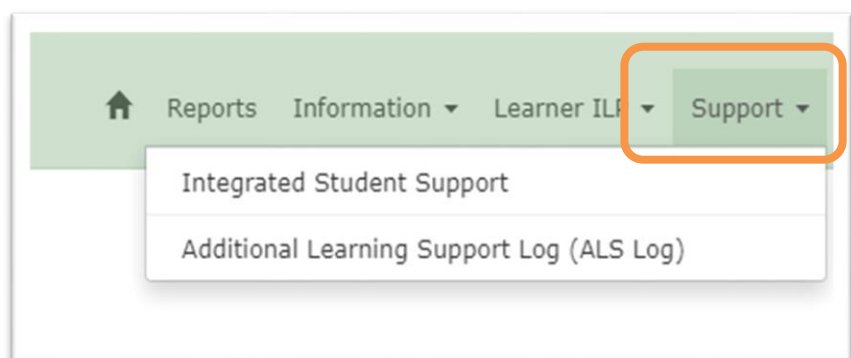 Reports Information Learner ILP Support
Integrated Student Support
Additional Learning Support Log (ALS Log)